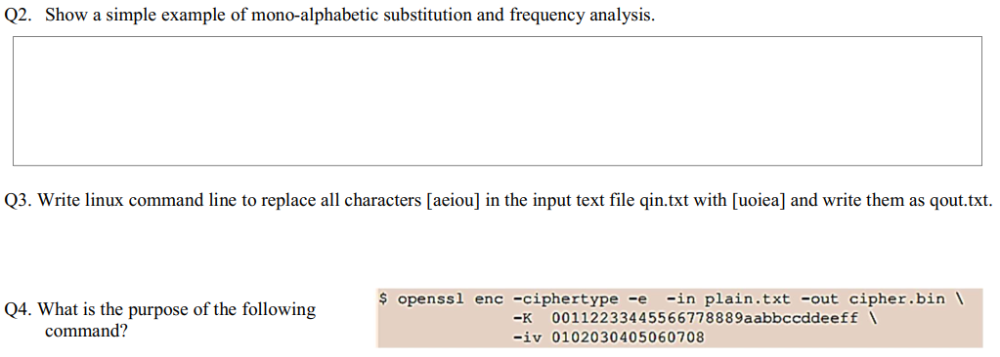 Q2. Show a simple example of mono-alphabetic substitution and frequency analysis.
Q3. Write linux command line to replace all characters [aeiou] in the input text file qin.txt with [uoiea] and write them as qout.txt.
Q4. What is the purpose of the following
command?
$ openssl enc -ciphertype -e -in plain.txt -out cipher.bin \
-K 00112233445566778889aabbccddeeff \
-iv 0102030405060708